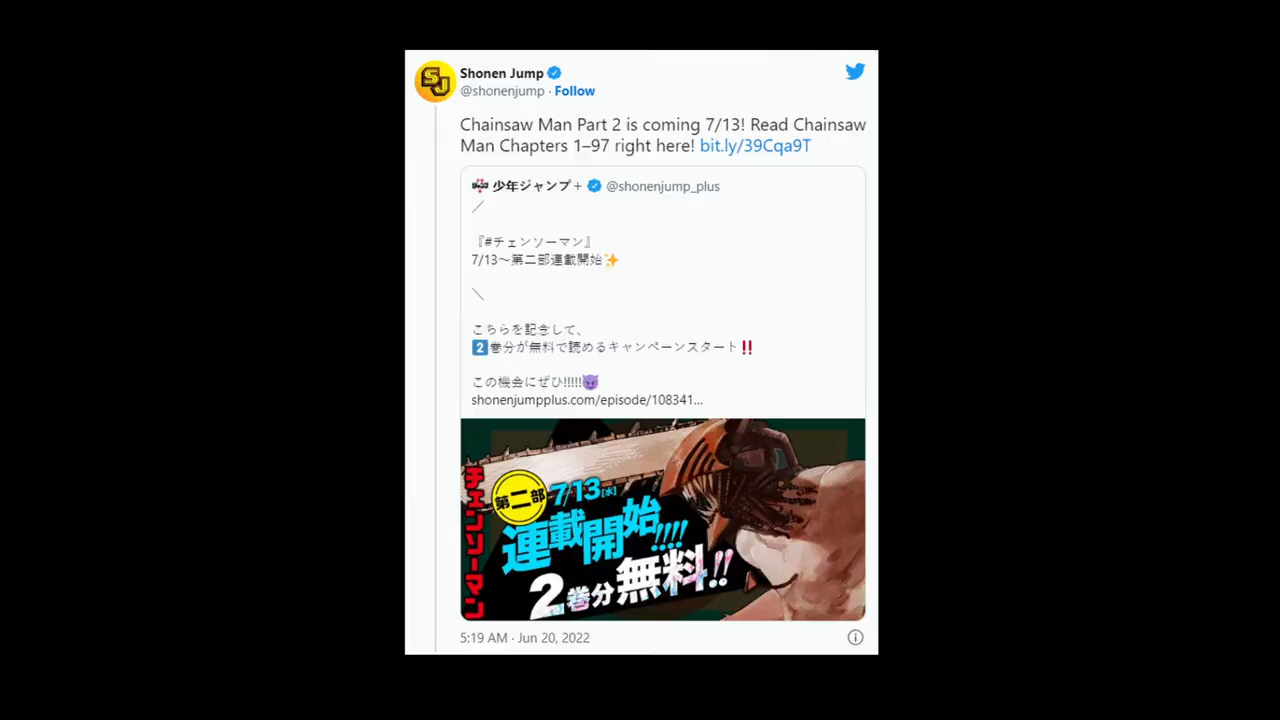 SJ
Shonen Jump
@shonenjump · Follow
Chainsaw Man Part 2 is coming 7/13! Read Chainsaw
Man Chapters 1–97 right here! bit.ly/39Cqa9T
少年ジャンプ＋ @shonenjump_plus
／
『#チェンソーマン』
7/13～第二部連載開始✨
＼
こちらを記念して、
2️⃣巻分が無料で読めるキャンペーンスタート‼️
この機会にぜひ!!!!!😈
shonenjumpplus.com/episode/108341…
チェンソーマン
第二部
7/13[水]
連載開始!!!!
2巻分無料!!
5:19 AM · Jun 20, 2022